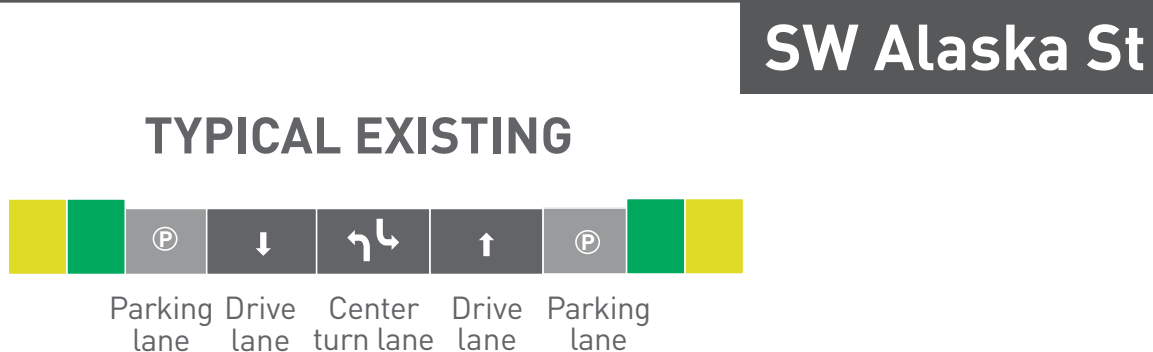 SW Alaska St
TYPICAL EXISTING
P
P
Parking lane
Drive lane
Center turn lane
Drive lane
Parking lane